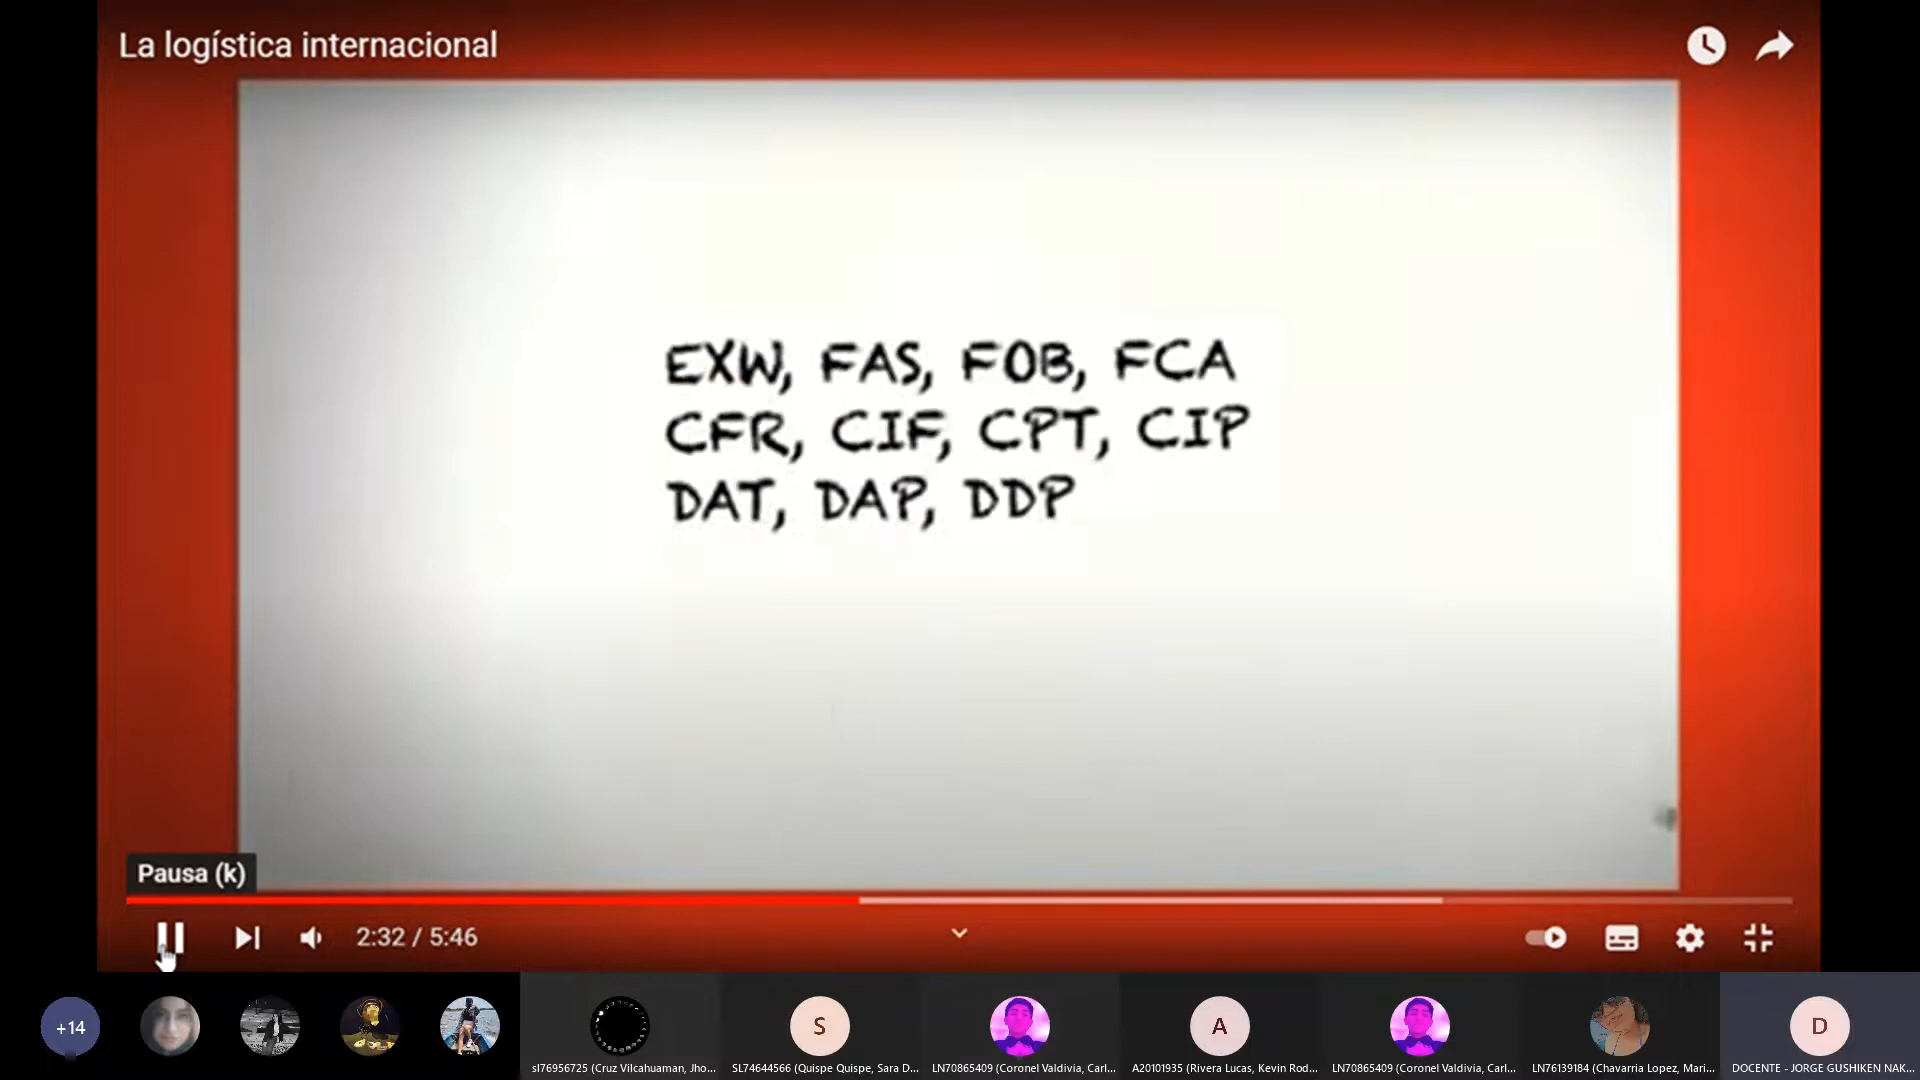 La logística internacional
EXW, FAS, FOB, FCA
CFR, CIF, CPT, CIP
DAT, DAP, DDP
Pausa (k)
2:32 / 5:46
+14
S
A
D
sl76956725 (Cruz Vilcahuaman, Jho...
SL74644566 (Quispe Quispe, Sara D...
LN70865409 (Coronel Valdivia, Carl...
A20101935 (Rivera Lucas, Kevin Rod...
LN70865409 (Coronel Valdivia, Carl...
LN76139184 (Chavarria Lopez, Mari...
DOCENTE - JORGE GUSHIKEN NAK...